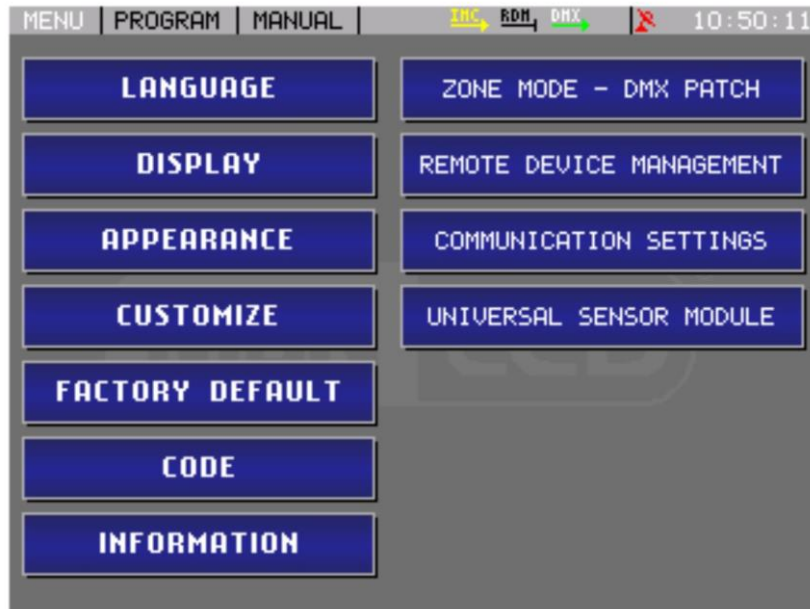 MENU | PROGRAM | MANUAL | IMC RDM DMX 10:50:11
LANGUAGE
DISPLAY
APPEARANCE
CUSTOMIZE
FACTORY DEFAULT
CODE
INFORMATION
ZONE MODE - DMX PATCH
REMOTE DEVICE MANAGEMENT
COMMUNICATION SETTINGS
UNIVERSAL SENSOR MODULE